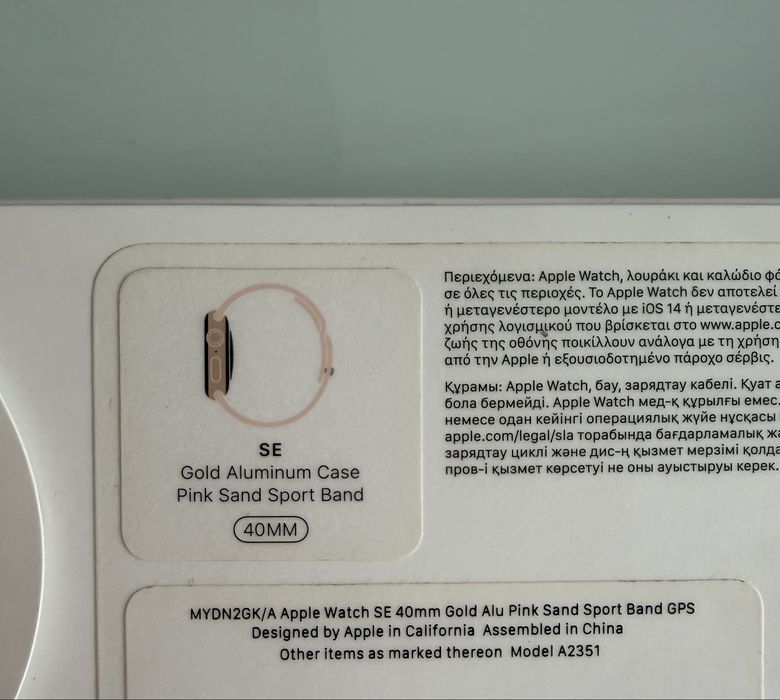 SE
Gold Aluminum Case
Pink Sand Sport Band
40MM
Περιεχόμενα: Apple Watch, λουράκι και καλώδιο
σε όλες τις περιοχές. Το Apple Watch δεν αποτελεί
ή μεταγενέστερο μοντέλο με iOS 14 ή
χρήσης λογισμικού που βρίσκεται στο
ζωής της οθόνης ποικίλλουν ανάλογα με τη χρήση
από την Apple ή εξουσιοδοτημένο πάροχο σέρβις.
Құрамы: Apple Watch, бау, зарядтау кабелі. Қуат
бола бермейді. Apple Watch мед-қ құрылғы емес.
немесе одан кейінгі операциялық жүйе нұсқасы
apple.com/legal/sla торабында бағдарламалық
зарядтау циклі және дис-ң қызмет мерзімі
пров-і қызмет көрсетуі не оны ауыстыруы керек.
MYDN2GK/A Apple Watch SE 40mm Gold Alu Pink Sand Sport Band GPS
Designed by Apple in California Assembled in China
Other items as marked thereon Model A2351